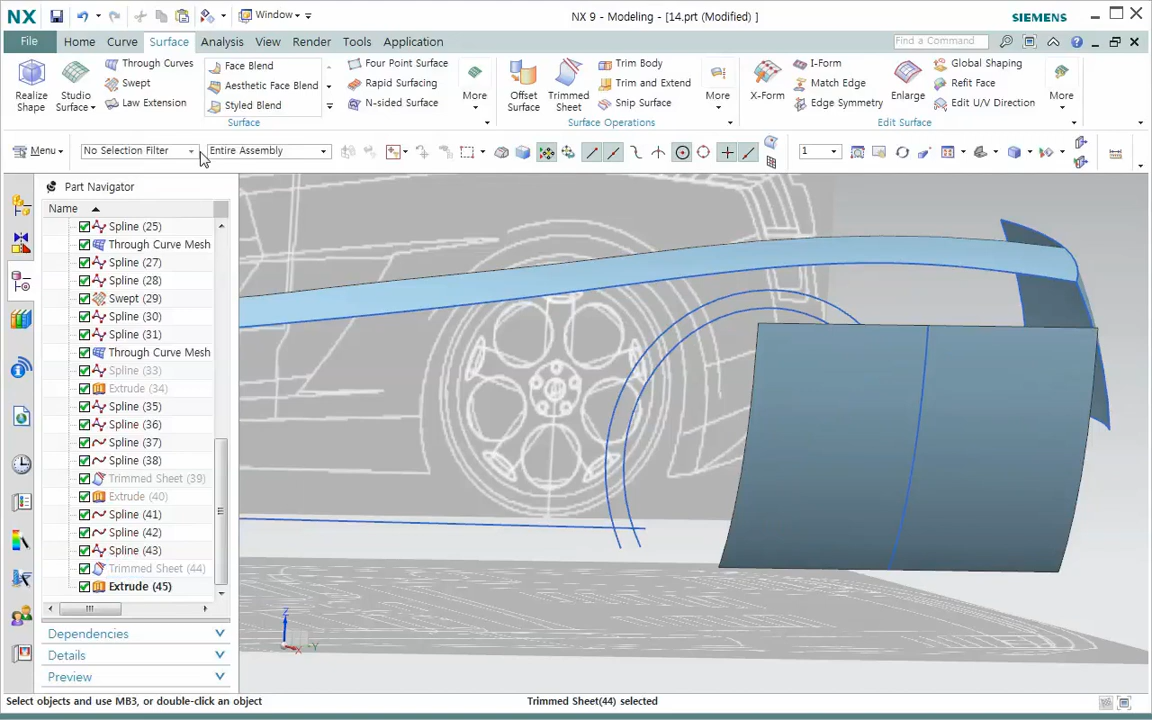 NX
Window
NX 9 - Modeling - [14.prt (Modified) ]
SIEMENS
File
Home
Curve
Surface
Analysis
View
Render
Tools
Application
Find a Command
Realize Shape
Studio Surface
Through Curves
Swept
Law Extension
Face Blend
Aesthetic Face Blend
Styled Blend
Four Point Surface
Rapid Surfacing
N-sided Surface
More
Surface
Offset Surface
Trimmed Sheet
Trim Body
Trim and Extend
Snip Surface
More
Surface Operations
X-Form
I-Form
Match Edge
Edge Symmetry
Enlarge
Global Shaping
Refit Face
Edit U/V Direction
More
Edit Surface
Menu
No Selection Filter
Entire Assembly
1
Part Navigator
Name
Spline (25)
Through Curve Mesh
Spline (27)
Spline (28)
Swept (29)
Spline (30)
Spline (31)
Through Curve Mesh
Spline (33)
Extrude (34)
Spline (35)
Spline (36)
Spline (37)
Spline (38)
Trimmed Sheet (39)
Extrude (40)
Spline (41)
Spline (42)
Spline (43)
Trimmed Sheet (44)
Extrude (45)
Dependencies
Details
Preview
Z
Y
X
Select objects and use MB3, or double-click an object
Trimmed Sheet(44) selected